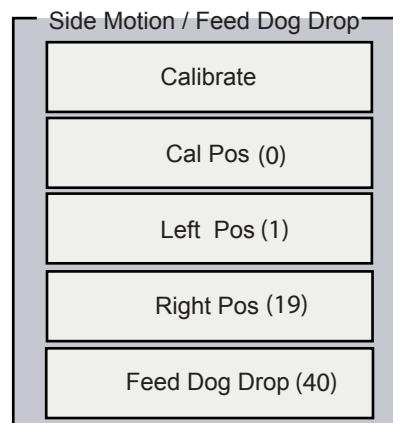 Side Motion / Feed Dog Drop
Calibrate
Cal Pos (0)
Left Pos (1)
Right Pos (19)
Feed Dog Drop (40)